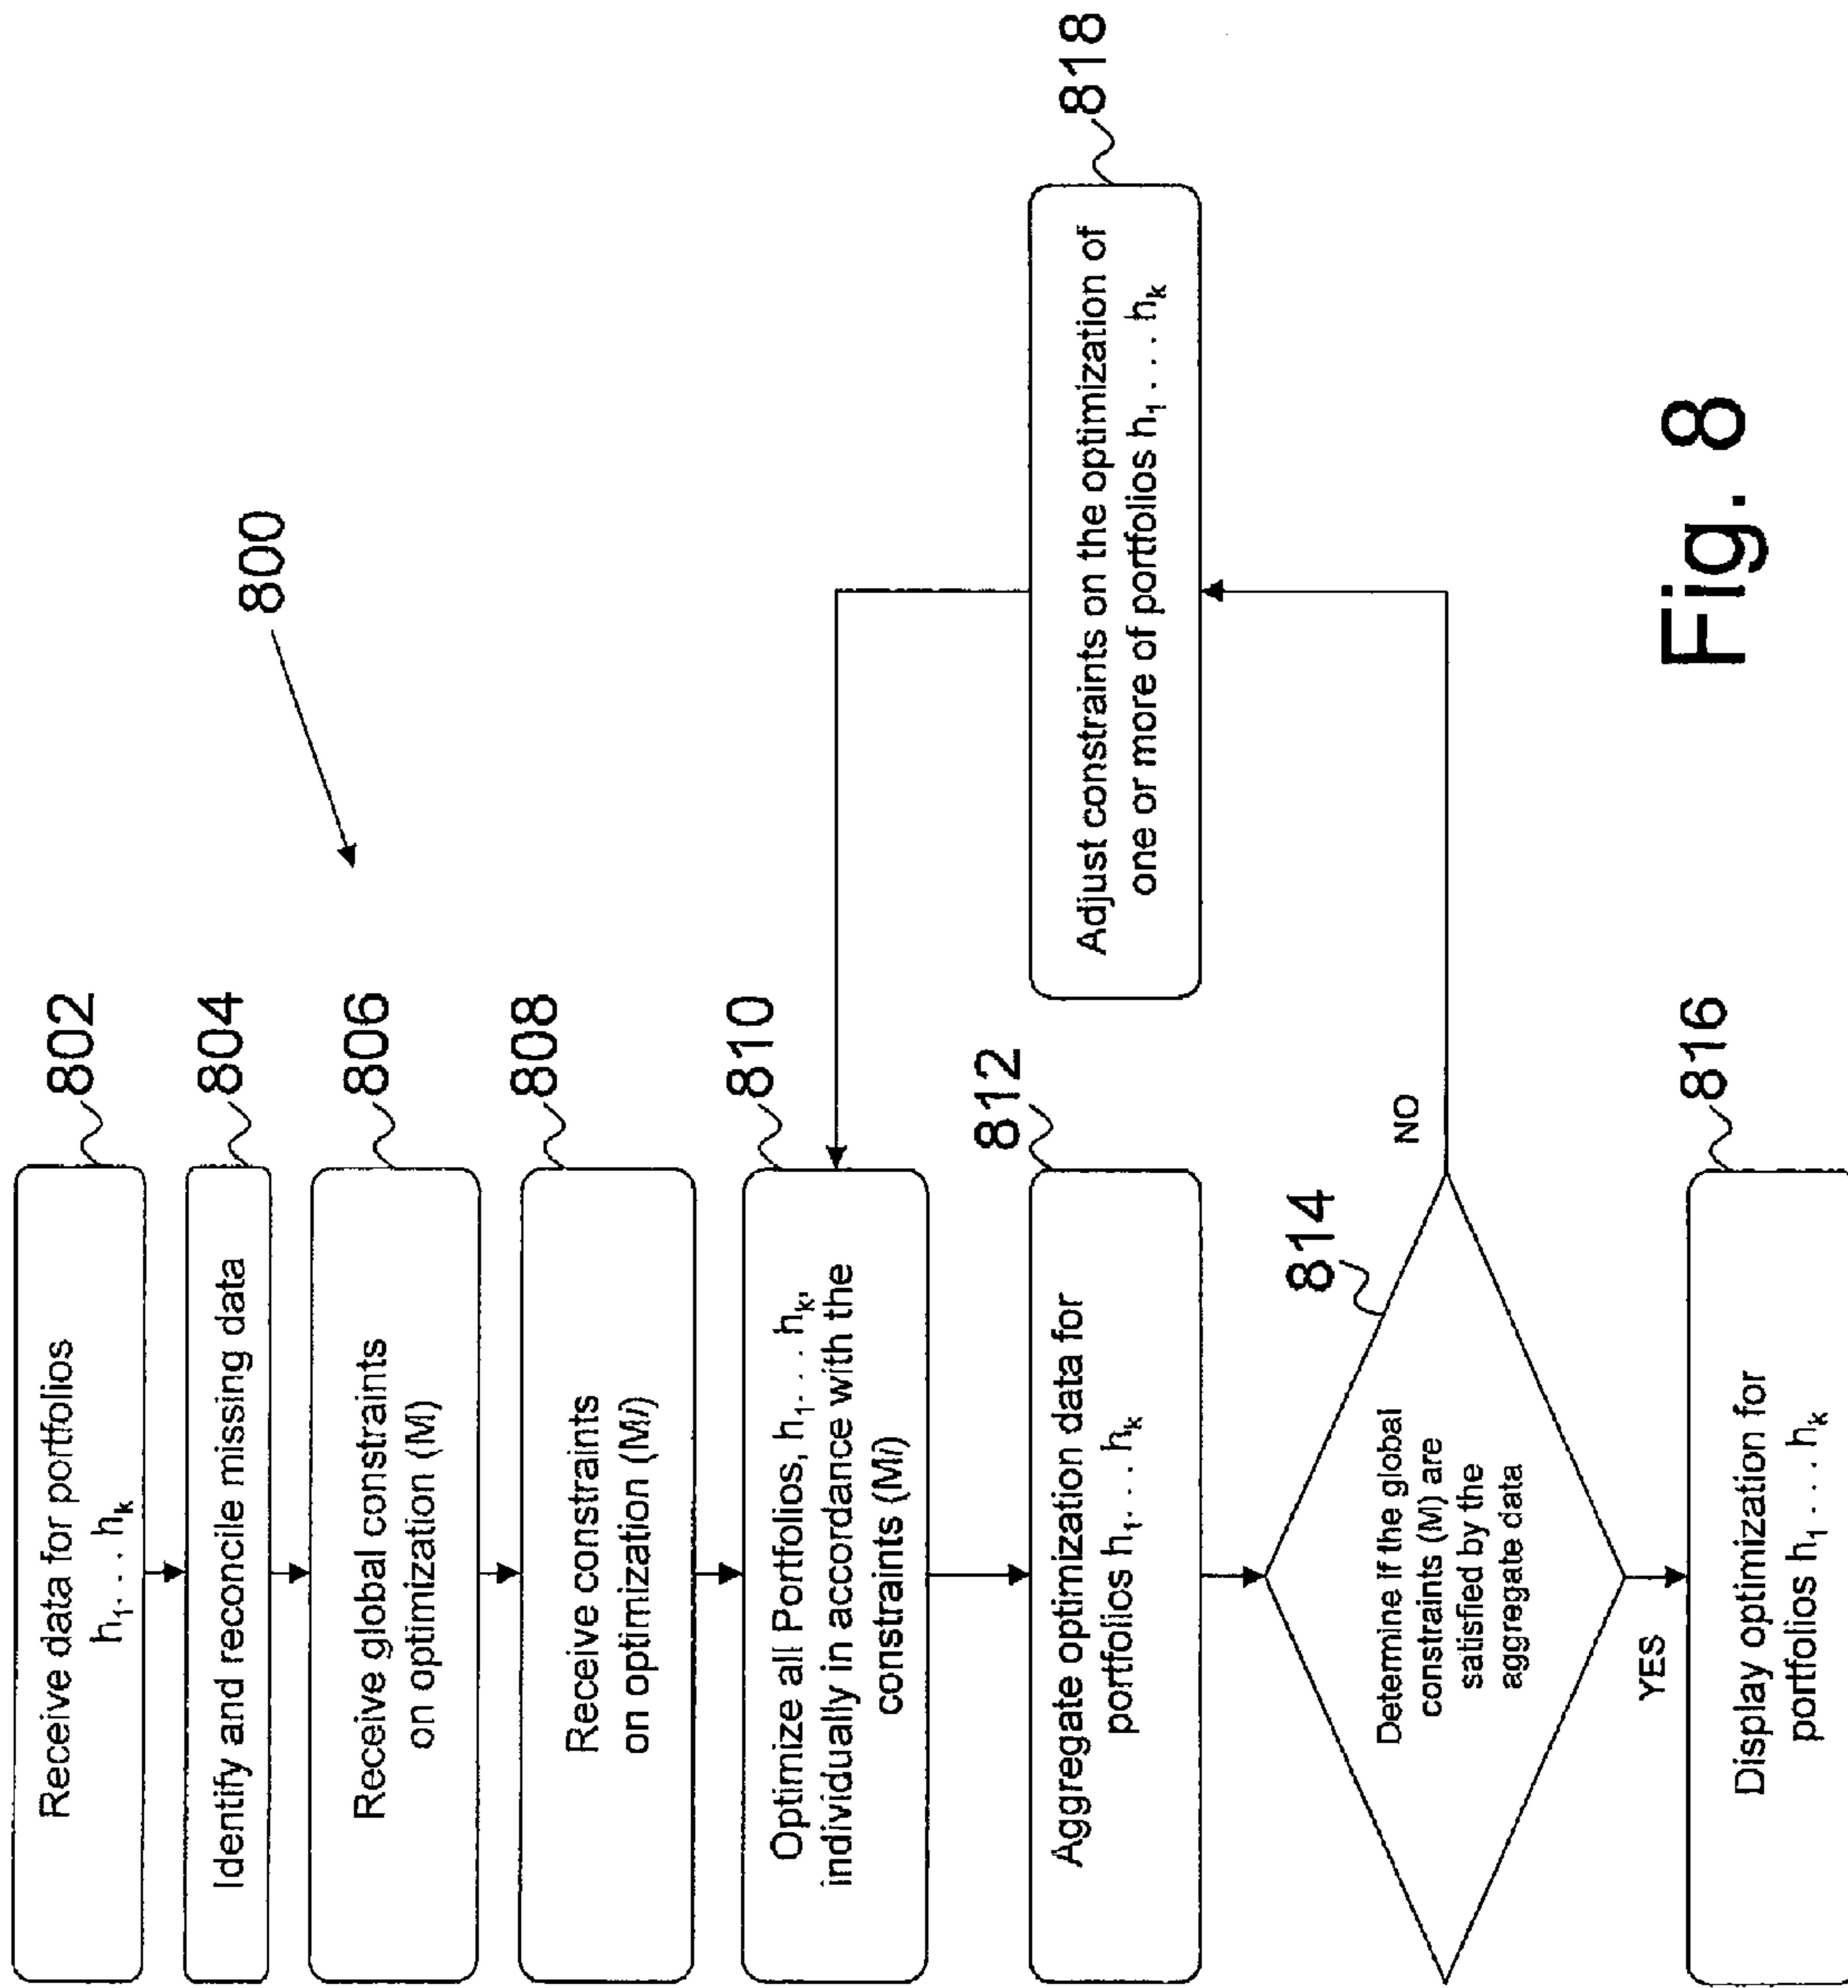 800
Receive data for portfolios
h₁. . . hₖ
802
Identify and reconcile missing data
804
Receive global constraints
on optimization (M)
806
Receive constraints
on optimization (Mi)
808
Optimize all Portfolios, h₁. . . hₖ,
individually in accordance with the
constraints (Mi)
810
Aggregate optimization data for
portfolios h₁. . . hₖ
812
Determine if the global
constraints (M) are
satisfied by the
aggregate data
814
NO
YES
Display optimization for
portfolios h₁ . . . hₖ
816
Adjust constraints on the optimization of
one or more of portfolios h₁ . . . hₖ
818
Fig. 8